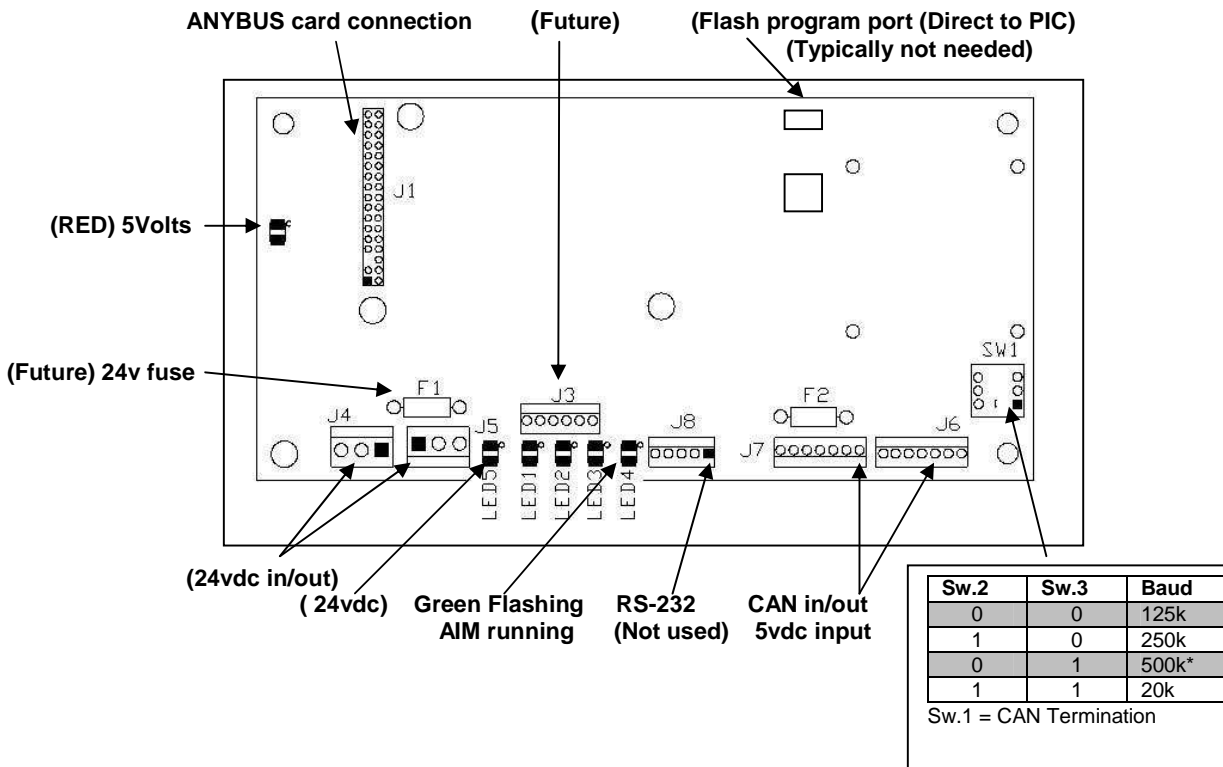 ANYBUS card connection
(Future)
(Flash program port (Direct to PIC)
(Typically not needed)
J1
(RED) 5Volts
SW1
(Future) 24v fuse
F1
J3
F2
J4
J5
J8
J7
J6
LED5
LED1
LED2
LED3
LED4
(24vdc in/out)
( 24vdc)
Green Flashing
AIM running
RS-232
(Not used)
CAN in/out
5vdc input
Sw.2 Sw.3 Baud
0 0 125k
1 0 250k
0 1 500k*
1 1 20k
Sw.1 = CAN Termination